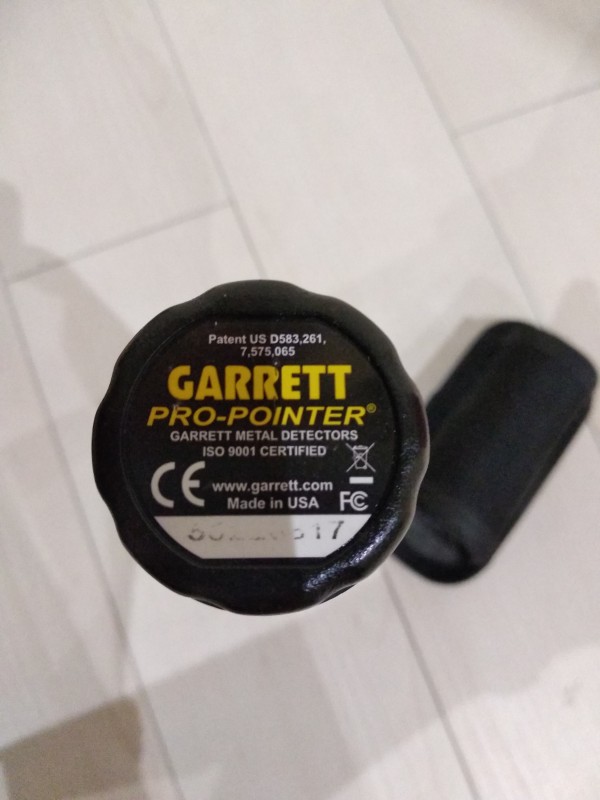 Patent US D583,261,
7,575,065
GARRETT
PRO-POINTER®
GARRETT METAL DETECTORS
ISO 9001 CERTIFIED
CE www.garrett.com
Made in USA FC